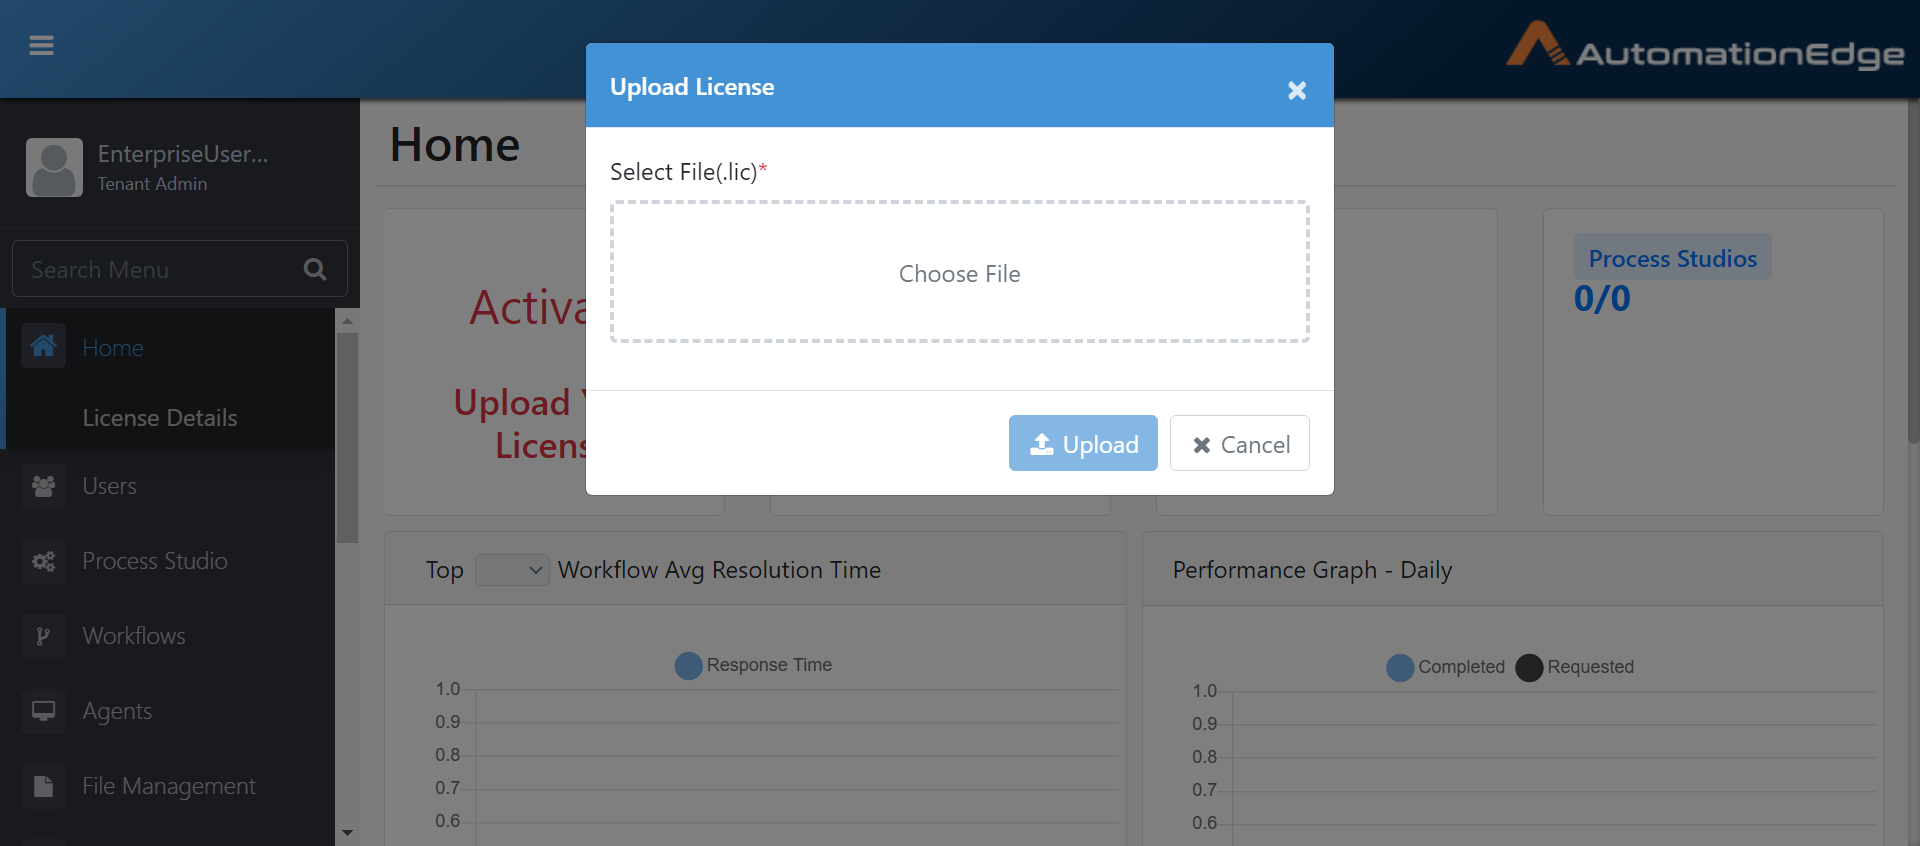 AutomationEdge
Upload License
EnterpriseUser...
Tenant Admin
Search Menu
Home
License Details
Users
Process Studio
Workflows
Agents
File Management
Home
Select File(.lic)*
Choose File
Upload
Cancel
Upload
Process Studios
0/0
Top
Workflow Avg Resolution Time
Response Time
1.0
0.9
0.8
0.7
0.6
Performance Graph - Daily
Completed
Requested
1.0
0.9
0.8
0.7
0.6